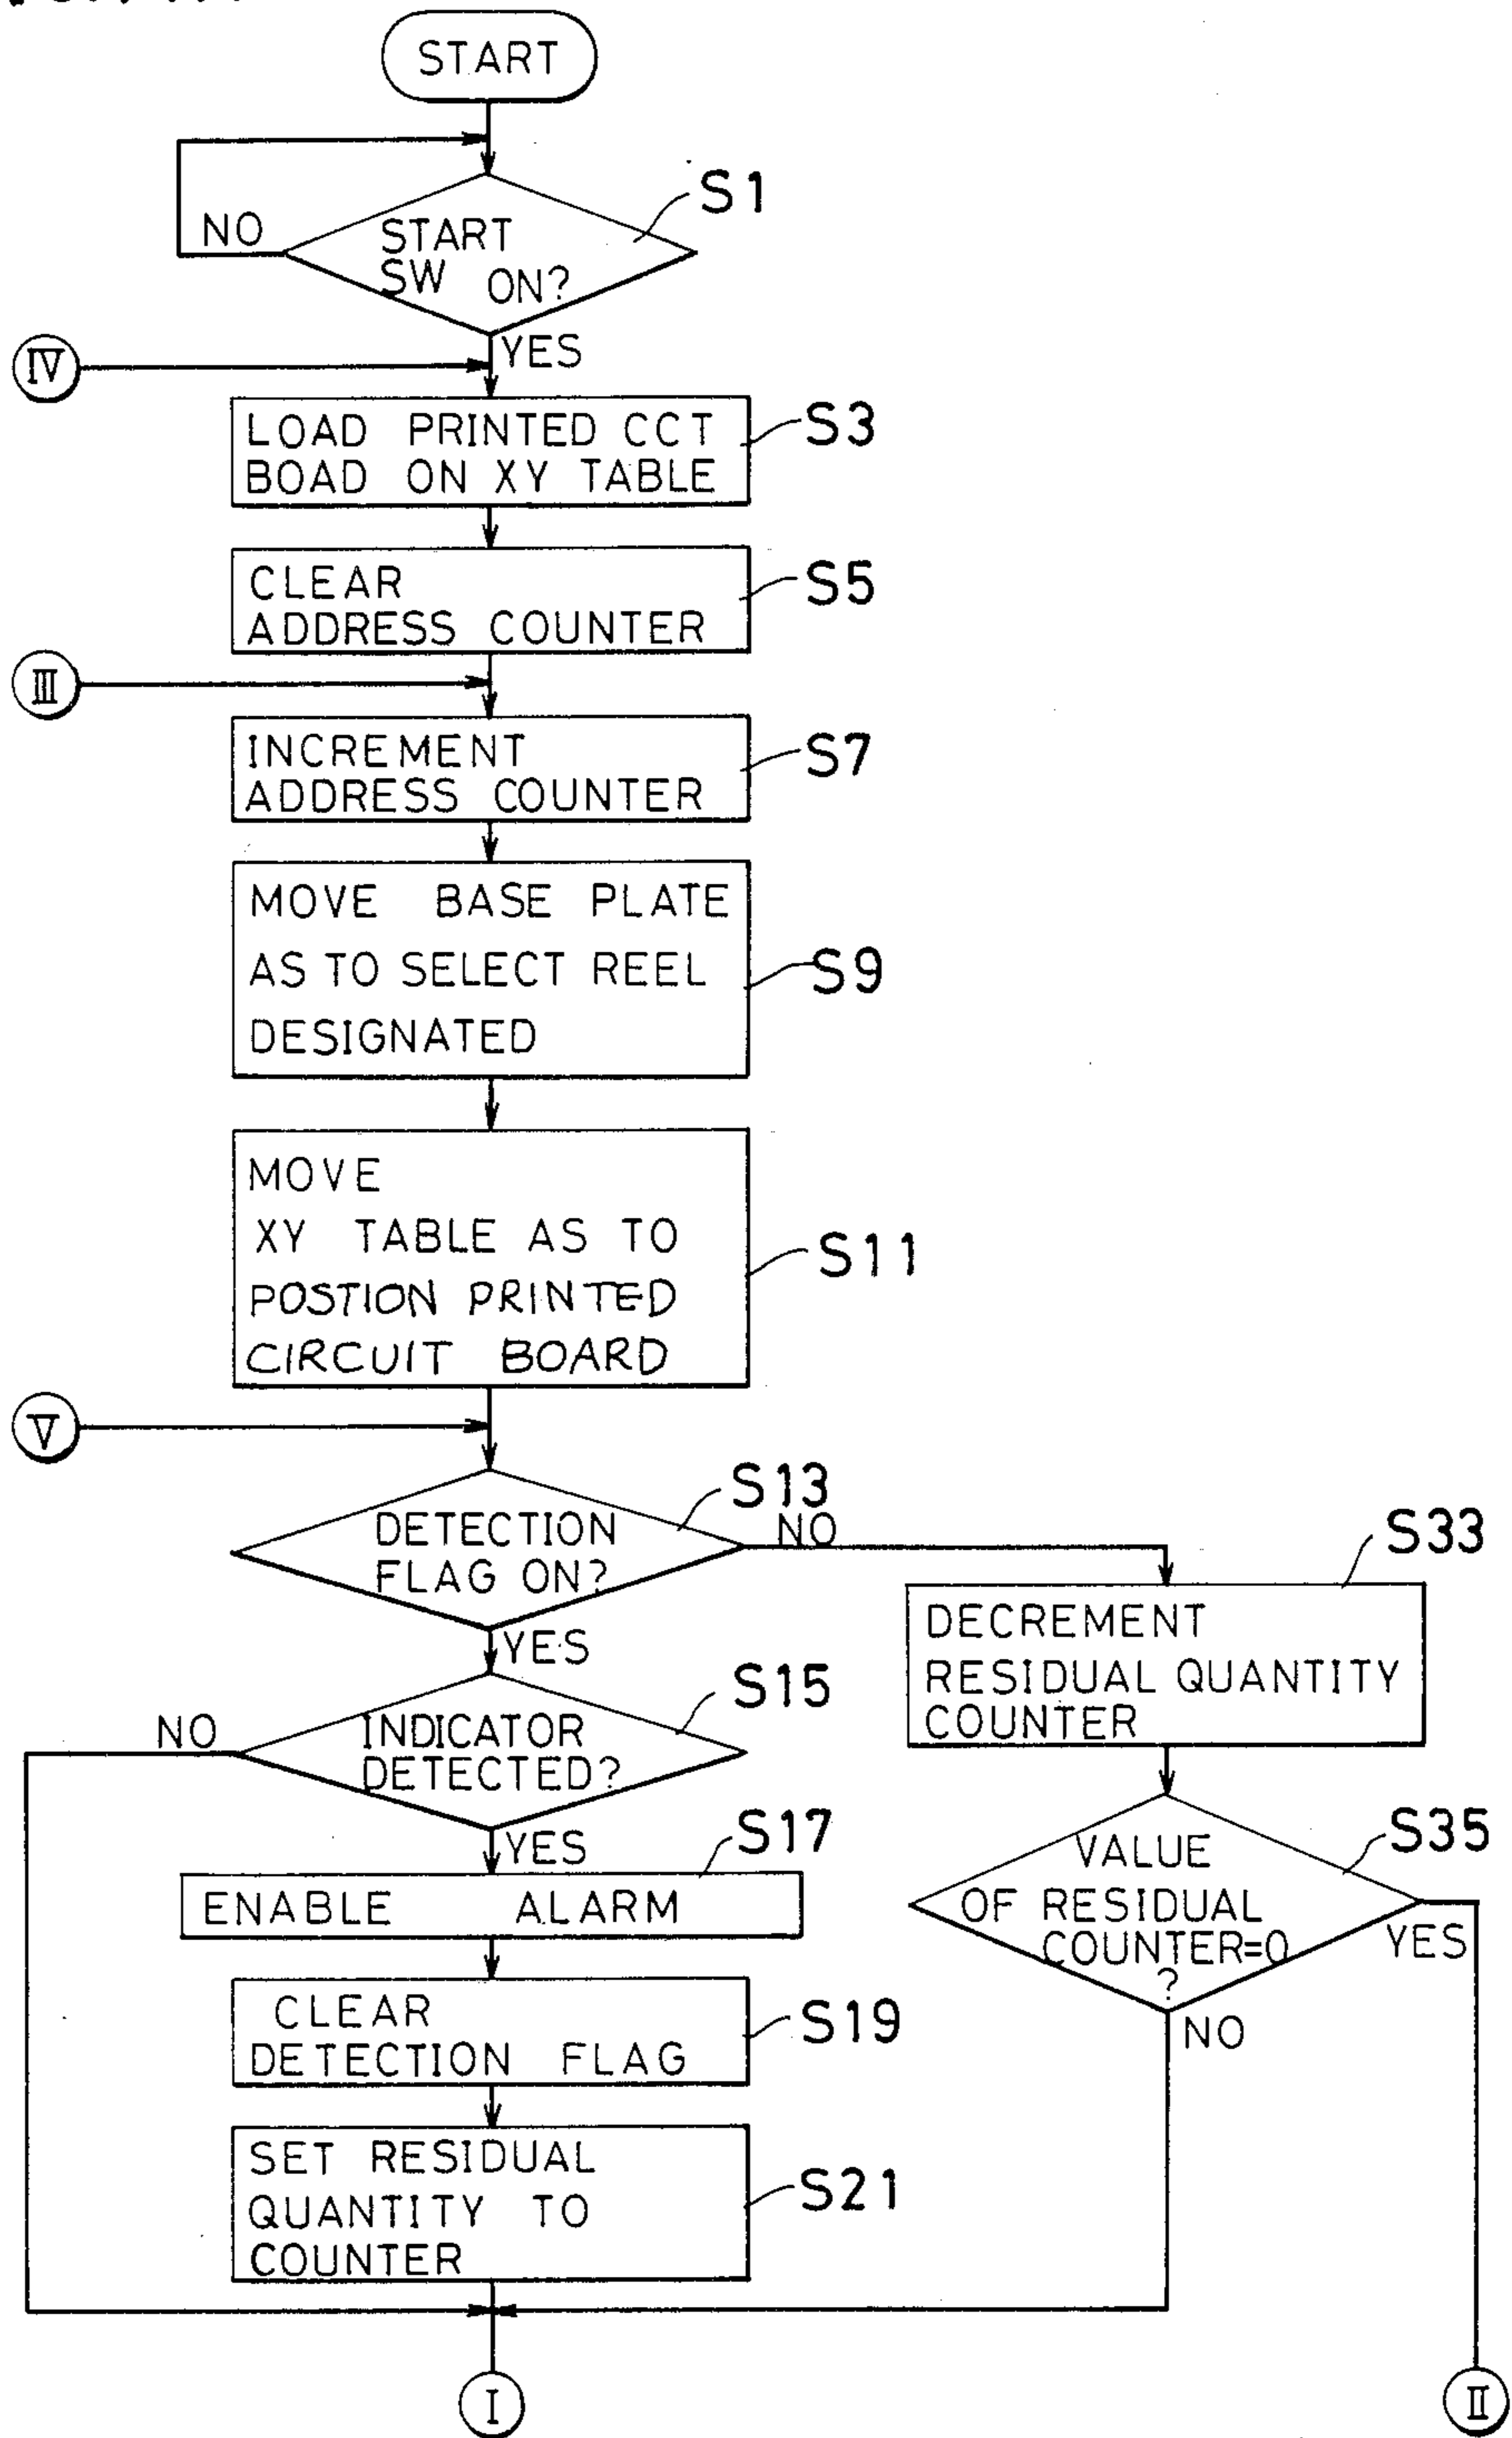 START
S1
NO
START
SW ON?
YES
IV
LOAD PRINTED CCT
BOAD ON XY TABLE
S3
CLEAR
ADDRESS COUNTER
S5
III
INCREMENT
ADDRESS COUNTER
S7
MOVE BASE PLATE
AS TO SELECT REEL
DESIGNATED
S9
MOVE
XY TABLE AS TO
POSTION PRINTED
CIRCUIT BOARD
S11
V
S13
DETECTION
FLAG ON?
NO
YES
S33
DECREMENT
RESIDUAL QUANTITY
COUNTER
S15
NO
INDICATOR
DETECTED?
YES
S17
ENABLE ALARM
S35
VALUE
OF RESIDUAL
COUNTER=0
?
YES
NO
CLEAR
DETECTION FLAG
S19
SET RESIDUAL
QUANTITY TO
COUNTER
S21
I
II